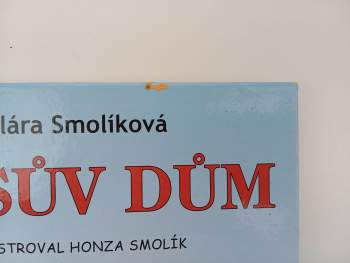 lára Smolíková
SŮV DŮM
STROVAL HONZA SMOLÍK